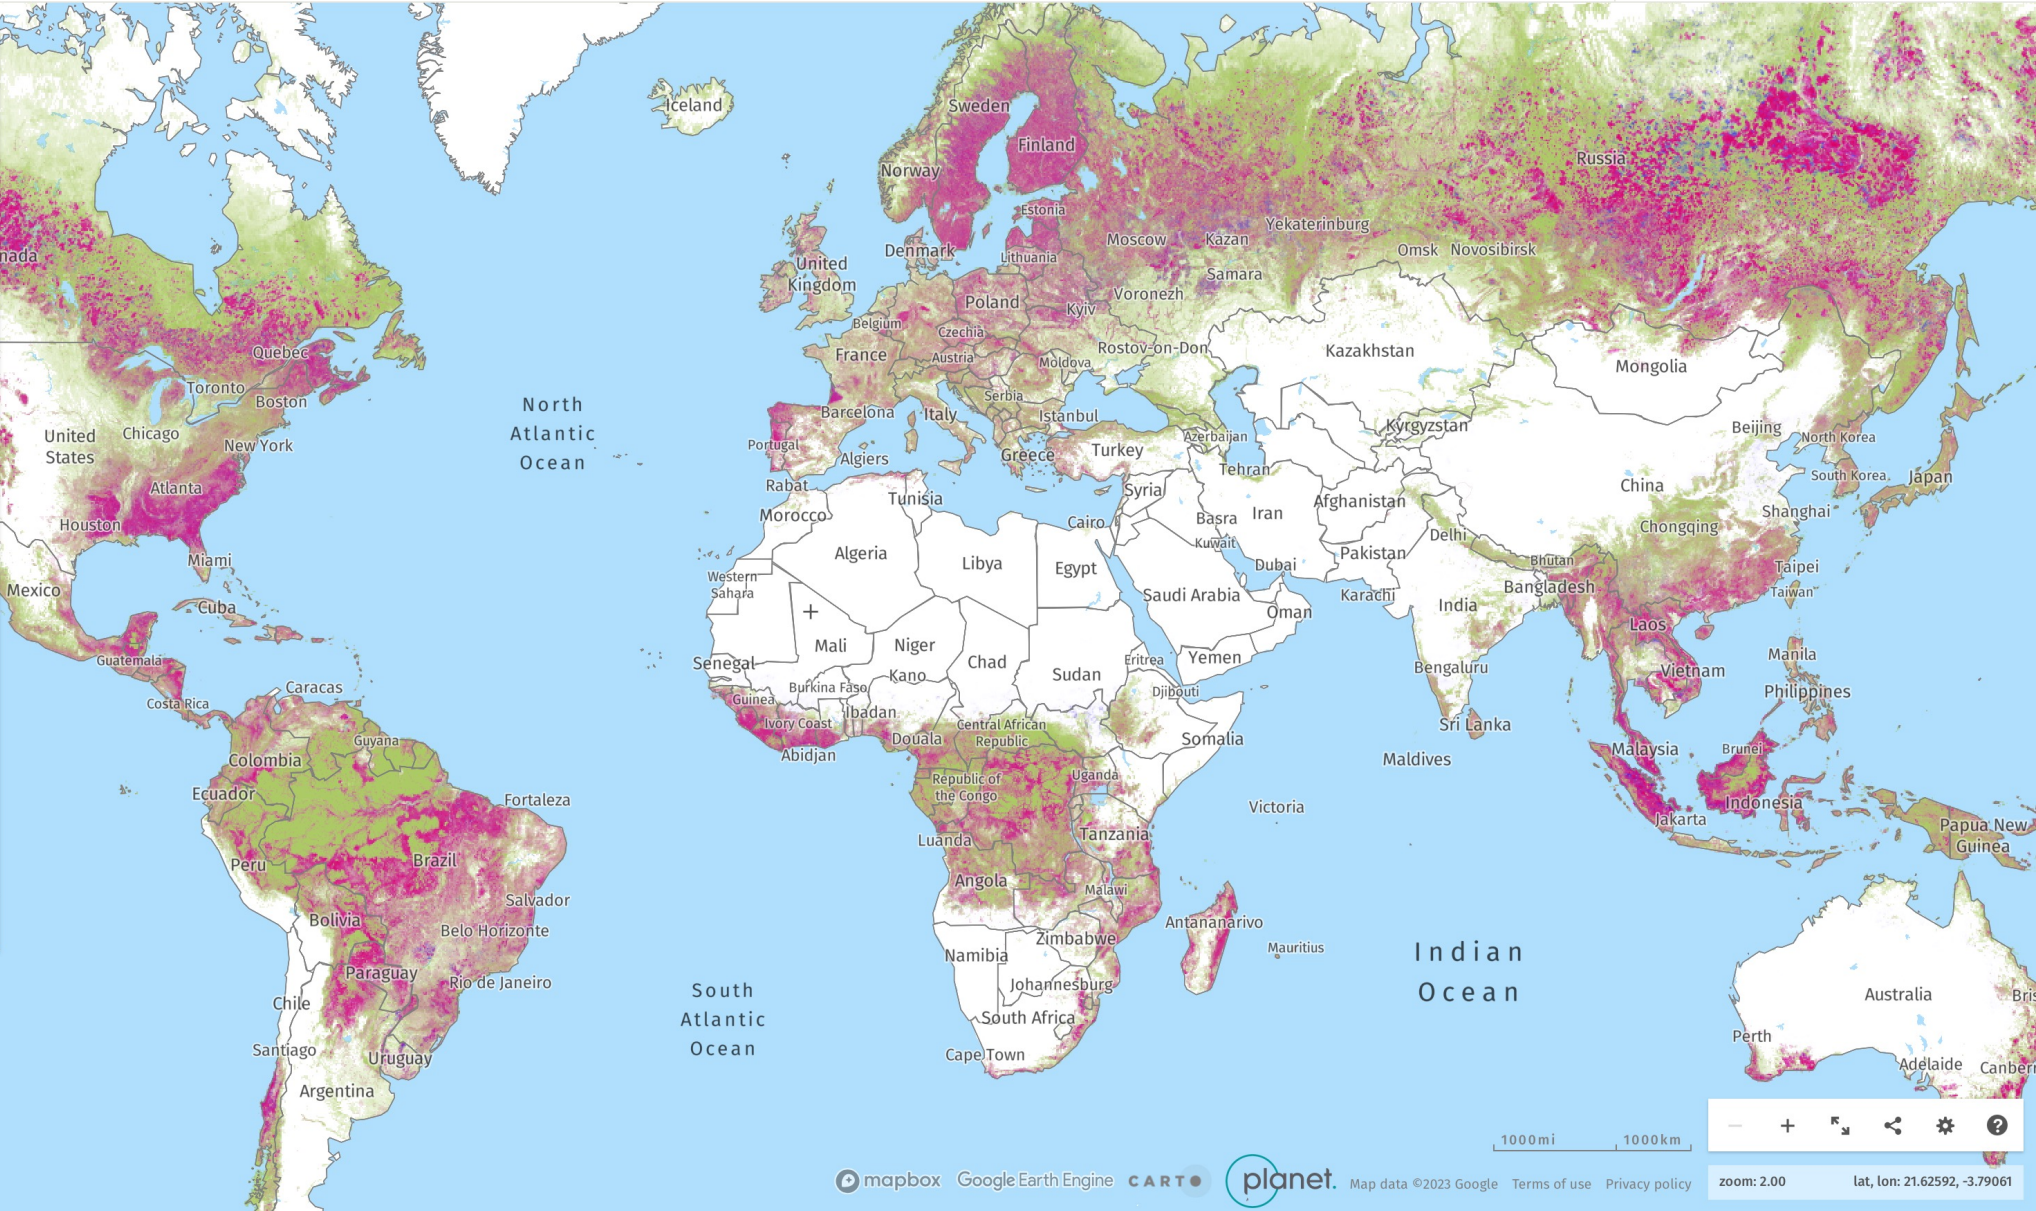 Iceland
Sweden
Finland
Norway
Russia
Estonia
nada
Denmark
Lithuania
Moscow
Kazan
Yekaterinburg
Omsk
Novosibirsk
United
Kingdom
Samara
Voronezh
Poland
Kyiv
Belgium
Czechia
Quebec
France
Austria
Moldova
Rostov-on-Don
Kazakhstan
Mongolia
Toronto
Boston
Serbia
North
Atlantic
Ocean
Barcelona
Italy
Istanbul
Kyrgyzstan
Beijing
North Korea
United
States
Chicago
New York
Portugal
Algiers
Greece
Turkey
Azerbaijan
Tehran
South Korea
Japan
Atlanta
Rabat
Tunisia
Syria
Afghanistan
China
Houston
Morocco
Cairo
Basra
Iran
Shanghai
Chongqing
Kuwait
Delhi
Miami
Algeria
Libya
Egypt
Dubai
Pakistan
Bhutan
Taipei
Mexico
Western
Sahara
Saudi Arabia
Karachi
Bangladesh
Taiwan
Cuba
Oman
India
Laos
Mali
Niger
Guatemala
Senegal
Chad
Sudan
Eritrea
Yemen
Bengaluru
Vietnam
Manila
Kano
Caracas
Burkina Faso
Djibouti
Philippines
Costa Rica
Guinea
Ivory Coast
Ibadan
Central African
Republic
Sri Lanka
Guyana
Douala
Somalia
Malaysia
Brunei
Colombia
Abidjan
Maldives
Republic of
the Congo
Uganda
Ecuador
Fortaleza
Victoria
Indonesia
Jakarta
Luanda
Tanzania
Papua New
Guinea
Peru
Brazil
Angola
Malawi
Salvador
Bolivia
Belo Horizonte
Antananarivo
Mauritius
Zimbabwe
Namibia
Indian
Ocean
Paraguay
Rio de Janeiro
Johannesburg
South
Atlantic
Ocean
Chile
South Africa
Australia
Bris
Santiago
Uruguay
Cape Town
Perth
Adelaide
Canberr
Argentina
1000mi
1000km
mapbox
Google Earth Engine
CARTO
planet.
Map data ©2023 Google
Terms of use
Privacy policy
zoom: 2.00
lat, lon: 21.62592, -3.79061